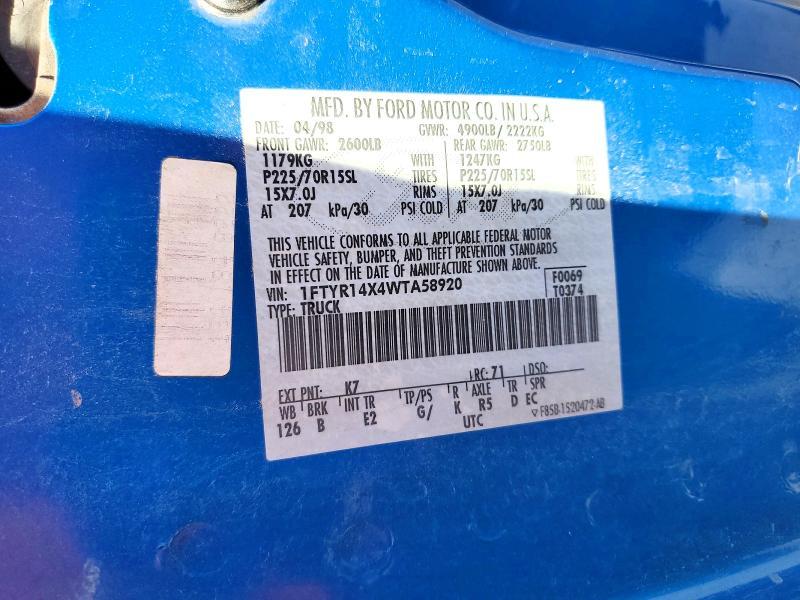 MFD. BY FORD MOTOR CO. IN U.S.A.
DATE: 04/98 GVWR: 4900LB/ 2222KG
FRONT GAWR: 2600LB REAR GAWR: 2750LB
1179KG WITH 1247KG WITH
P225/70R15SL TIRES P225/70R15SL TIRES
15X7.0J RIMS 15X7.0J RIMS
AT 207 kPa/30 PSI COLD AT 207 kPa/30 PSI COLD
THIS VEHICLE CONFORMS TO ALL APPLICABLE FEDERAL MOTOR
VEHICLE SAFETY, BUMPER, AND THEFT PREVENTION STANDARDS
IN EFFECT ON THE DATE OF MANUFACTURE SHOWN ABOVE.
VIN: 1FTYR14X4WTA58920 F0069
TYPE: TRUCK T0374
EXT PNT: K7 RC: 71 DSO:
WB BRK INT TR TP/PS R AXLE TR SPR
126 B E2 G/ K R5 D EC
UTC F85B-1520472-AB